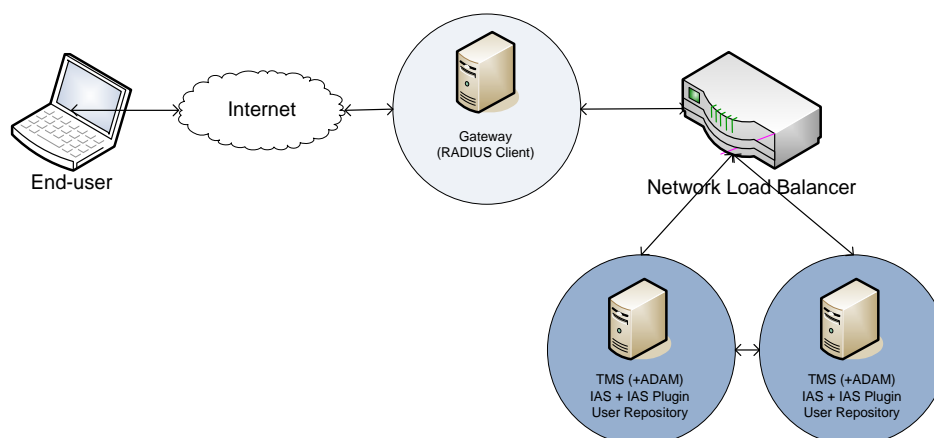 Internet
Gateway
(RADIUS Client)
End-user
Network Load Balancer
TMS (+ADAM)
IAS + IAS Plugin
User Repository
TMS (+ADAM)
IAS + IAS Plugin
User Repository